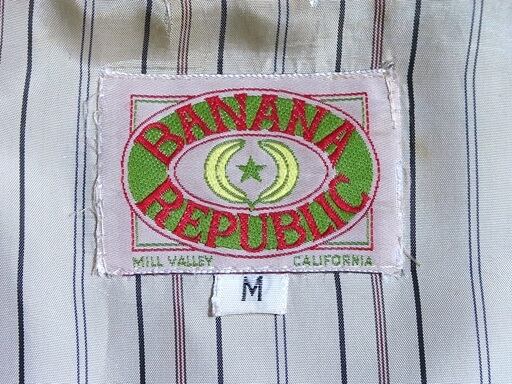 BANANA
REPUBLIC
MILL VALLEY CALIFORNIA
M